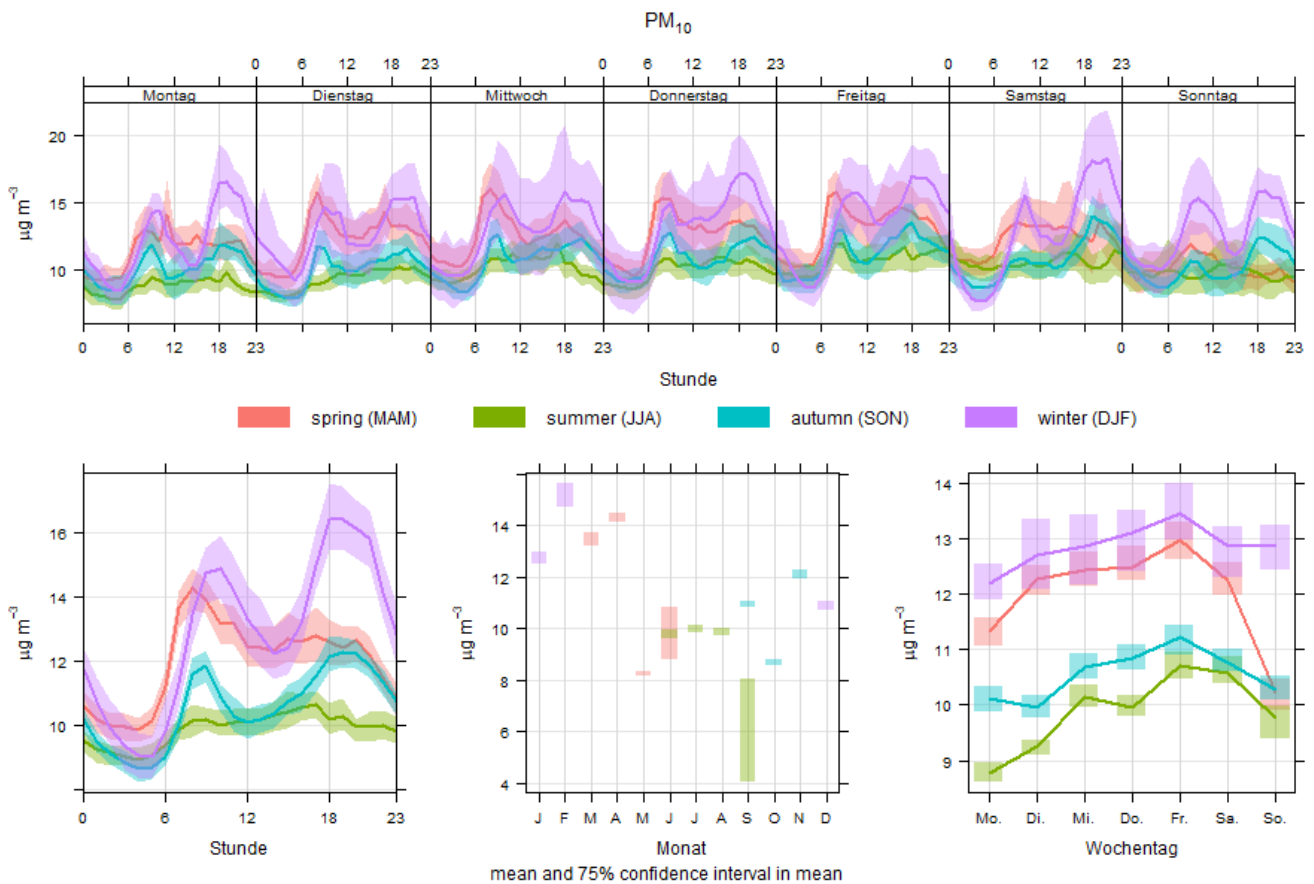 PM10
0 6 12 18 23 0 6 12 18 23 0 6 12 18 23
Montag Dienstag Mittwoch Donnerstag Freitag Samstag Sonntag
20
15
10
µg m−3
0 6 12 18 23 0 6 12 18 23 0 6 12 18 23 0 6 12 18 23
Stunde
spring (MAM) summer (JJA) autumn (SON) winter (DJF)
16
14
12
10
µg m−3
0 6 12 18 23
Stunde
14
12
10
8
6
4
µg m−3
J F M A M J J A S O N D
Monat
14
13
12
11
10
9
µg m−3
Mo. Di. Mi. Do. Fr. Sa. So.
Wochentag
mean and 75% confidence interval in mean